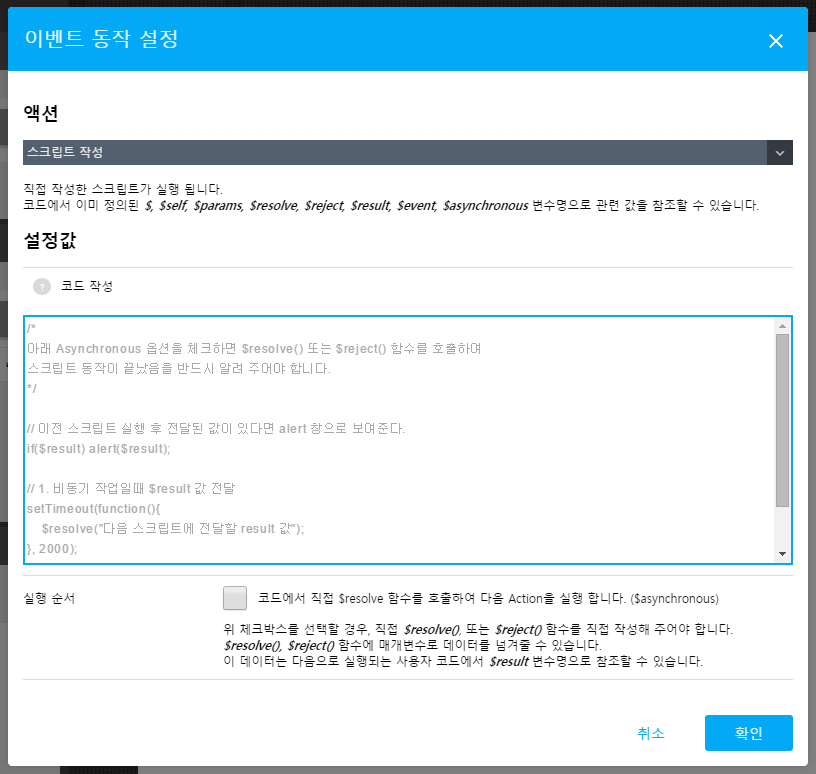 이벤트 동작 설정
액션
스크립트 작성
직접 작성한 스크립트가 실행 됩니다.
코드에서 이미 정의된 $, $self, $params, $resolve, $reject, $result, $event, $asynchronous 변수명으로 관련 값을 참조할 수 있습니다.
설정값
? 코드 작성
/*
아래 Asynchronous 옵션을 체크하면 $resolve() 또는 $reject() 함수를 호출하여
스크립트 동작이 끝났음을 반드시 알려 주어야 합니다.
*/
// 이전 스크립트 실행 후 전달된 값이 있다면 alert 창으로 보여준다.
if($result) alert($result);
// 1. 비동기 작업일때 $result 값 전달
setTimeout(function(){
$resolve("다음 스크립트에 전달할 result 값");
}, 2000);
실행 순서
코드에서 직접 $resolve 함수를 호출하여 다음 Action을 실행 합니다. ($asynchronous)
위 체크박스를 선택할 경우, 직접 $resolve(), 또는 $reject() 함수를 직접 작성해 주어야 합니다.
$resolve(), $reject() 함수에 매개변수로 데이터를 넘겨줄 수 있습니다.
이 데이터는 다음으로 실행되는 사용자 코드에서 $result 변수명으로 참조할 수 있습니다.
취소
확인